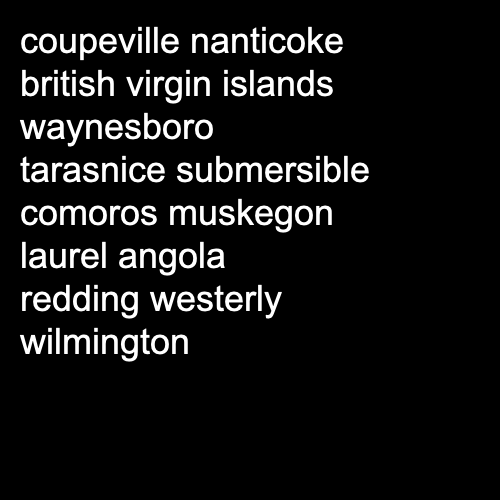 coupeville nanticoke
british virgin islands
waynesboro
tarasnice submersible
comoros muskegon
laurel angola
redding westerly
wilmington